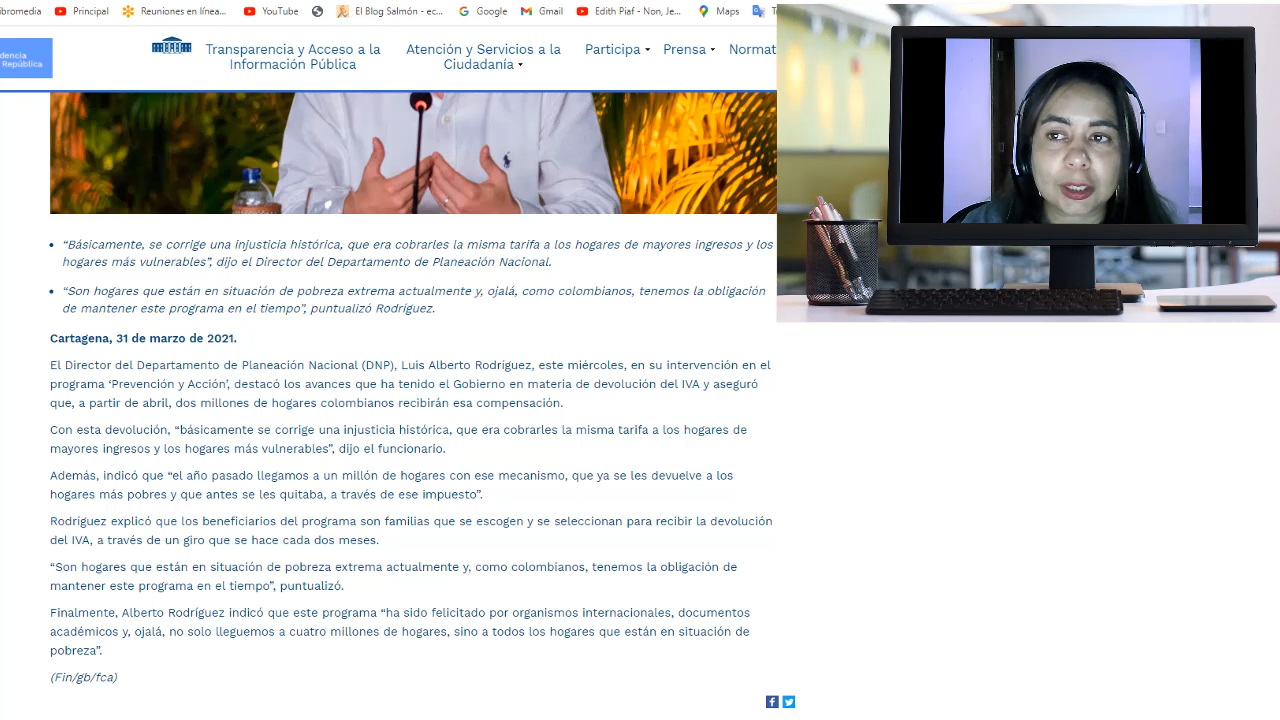 ibromedia Principal Reuniones en línea... YouTube El Blog Salmón - ec... Google Gmail Edith Piaf - Non, Je... Maps
dencia
República
Transparencia y Acceso a la
Información Pública
Atención y Servicios a la
Ciudadanía
Participa
Prensa
Normat
• “Básicamente, se corrige una injusticia histórica, que era cobrarles la misma tarifa a los hogares de mayores ingresos y los
hogares más vulnerables”, dijo el Director del Departamento de Planeación Nacional.
• “Son hogares que están en situación de pobreza extrema actualmente y, ojalá, como colombianos, tenemos la obligación
de mantener este programa en el tiempo”, puntualizó Rodríguez.
Cartagena, 31 de marzo de 2021.
El Director del Departamento de Planeación Nacional (DNP), Luis Alberto Rodríguez, este miércoles, en su intervención en el
programa ‘Prevención y Acción’, destacó los avances que ha tenido el Gobierno en materia de devolución del IVA y aseguró
que, a partir de abril, dos millones de hogares colombianos recibirán esa compensación.
Con esta devolución, “básicamente se corrige una injusticia histórica, que era cobrarles la misma tarifa a los hogares de
mayores ingresos y los hogares más vulnerables”, dijo el funcionario.
Además, indicó que “el año pasado llegamos a un millón de hogares con ese mecanismo, que ya se les devuelve a los
hogares más pobres y que antes se les quitaba, a través de ese impuesto”.
Rodríguez explicó que los beneficiarios del programa son familias que se escogen y se seleccionan para recibir la devolución
del IVA, a través de un giro que se hace cada dos meses.
“Son hogares que están en situación de pobreza extrema actualmente y, como colombianos, tenemos la obligación de
mantener este programa en el tiempo”, puntualizó.
Finalmente, Alberto Rodríguez indicó que este programa “ha sido felicitado por organismos internacionales, documentos
académicos y, ojalá, no solo lleguemos a cuatro millones de hogares, sino a todos los hogares que están en situación de
pobreza”.
(Fin/gb/fca)